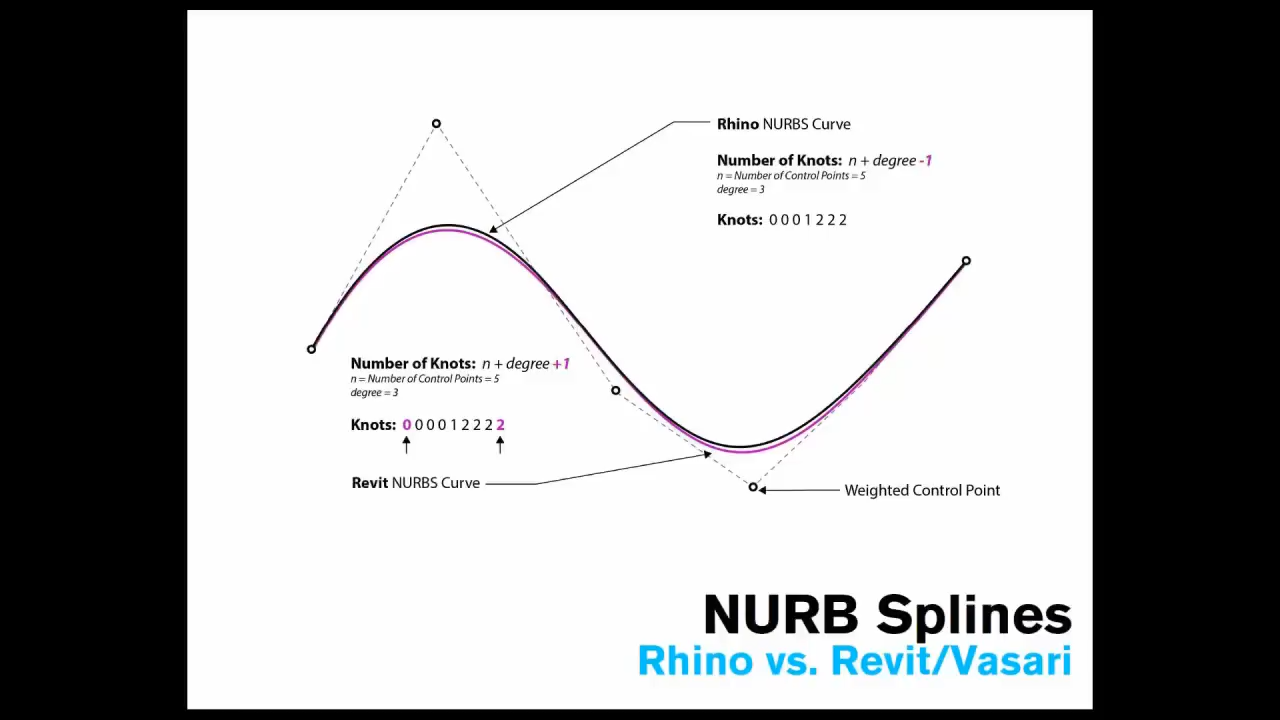 Rhino NURBS Curve
Number of Knots: n + degree -1
n = Number of Control Points = 5
degree = 3
Knots: 0 0 0 1 2 2 2
Number of Knots: n + degree +1
n = Number of Control Points = 5
degree = 3
Knots: 0 0 0 0 1 2 2 2 2
Revit NURBS Curve
Weighted Control Point
NURB Splines
Rhino vs. Revit/Vasari